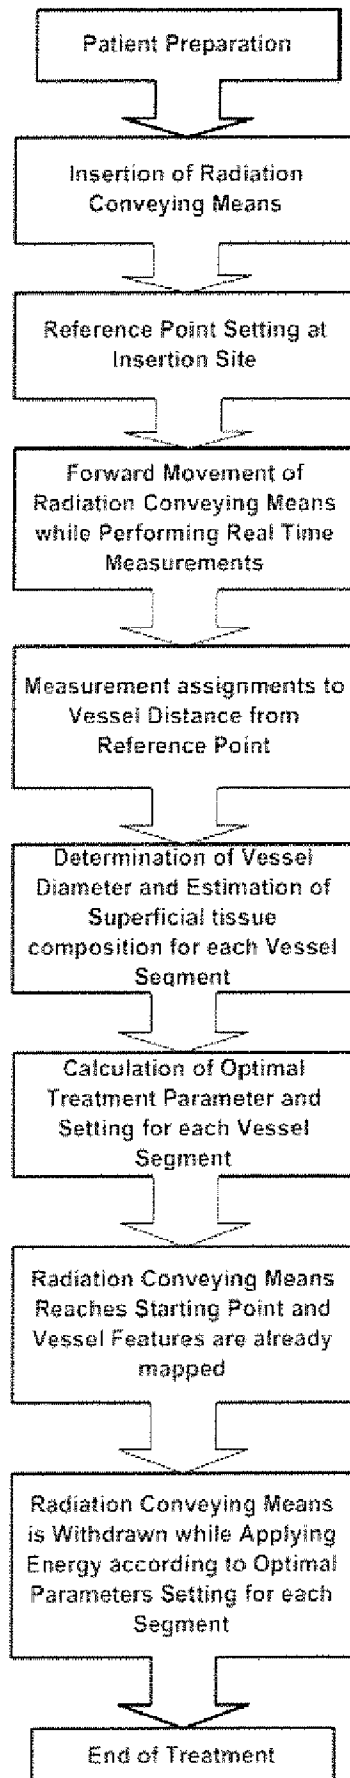 Patient Preparation
Insertion of Radiation
Conveying Means
Reference Point Setting at
Insertion Site
Forward Movement of
Radiation Conveying Means
while Performing Real Time
Measurements
Measurement assignments to
Vessel Distance from
Reference Point
Determination of Vessel
Diameter and Estimation of
Superficial tissue
composition for each Vessel
Segment
Calculation of Optimal
Treatment Parameter and
Setting for each Vessel
Segment
Radiation Conveying Means
Reaches Starting Point and
Vessel Features are already
mapped
Radiation Conveying Means
is Withdrawn while Applying
Energy according to Optimal
Parameters Setting for each
Segment
End of Treatment